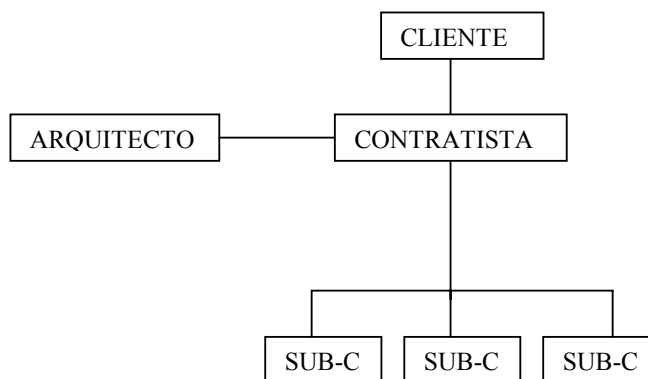 CLIENTE
ARQUITECTO CONTRATISTA
SUB-C SUB-C SUB-C